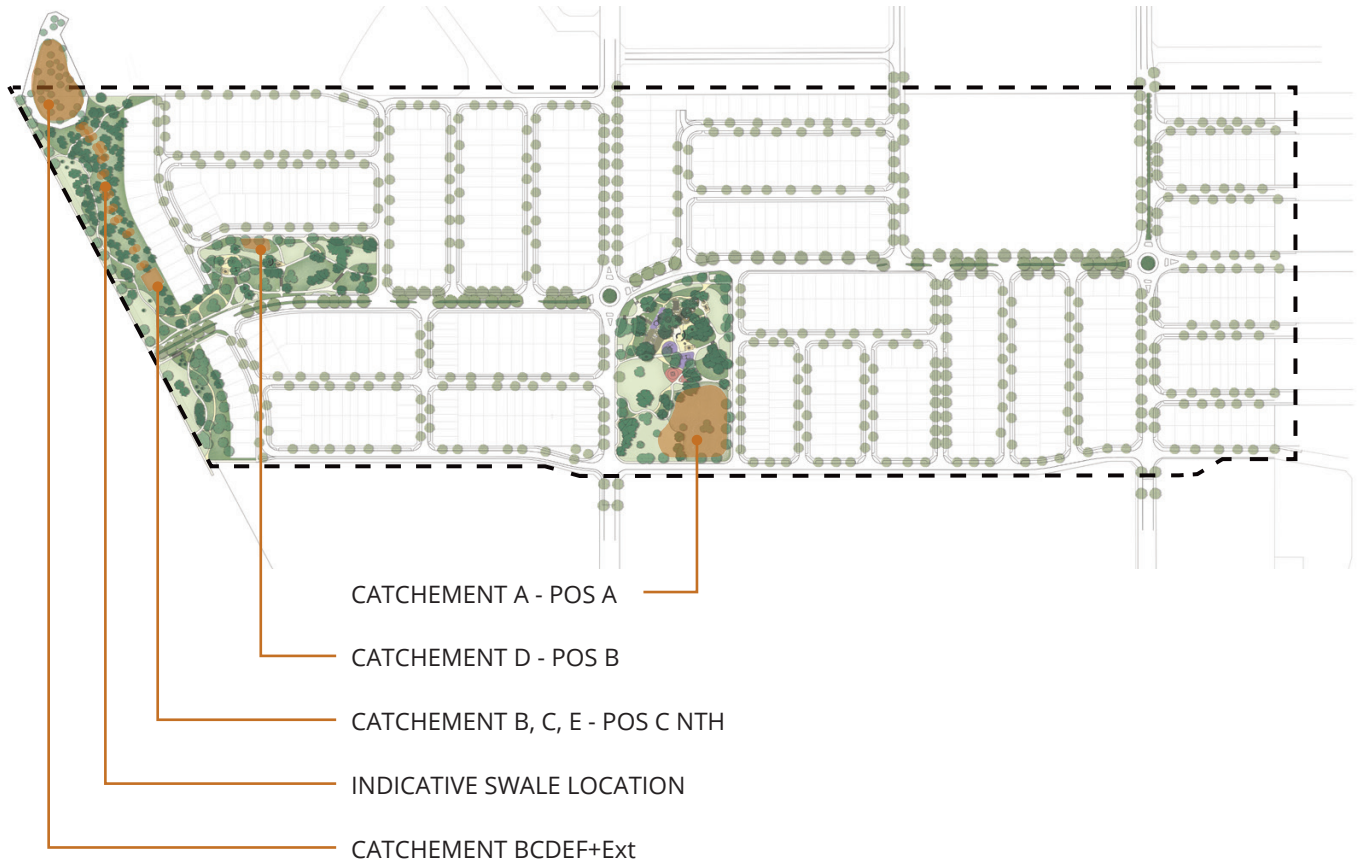 CATCHEMENT A - POS A
CATCHEMENT D - POS B
CATCHEMENT B, C, E - POS C NTH
INDICATIVE SWALE LOCATION
CATCHEMENT BCDEF+Ext